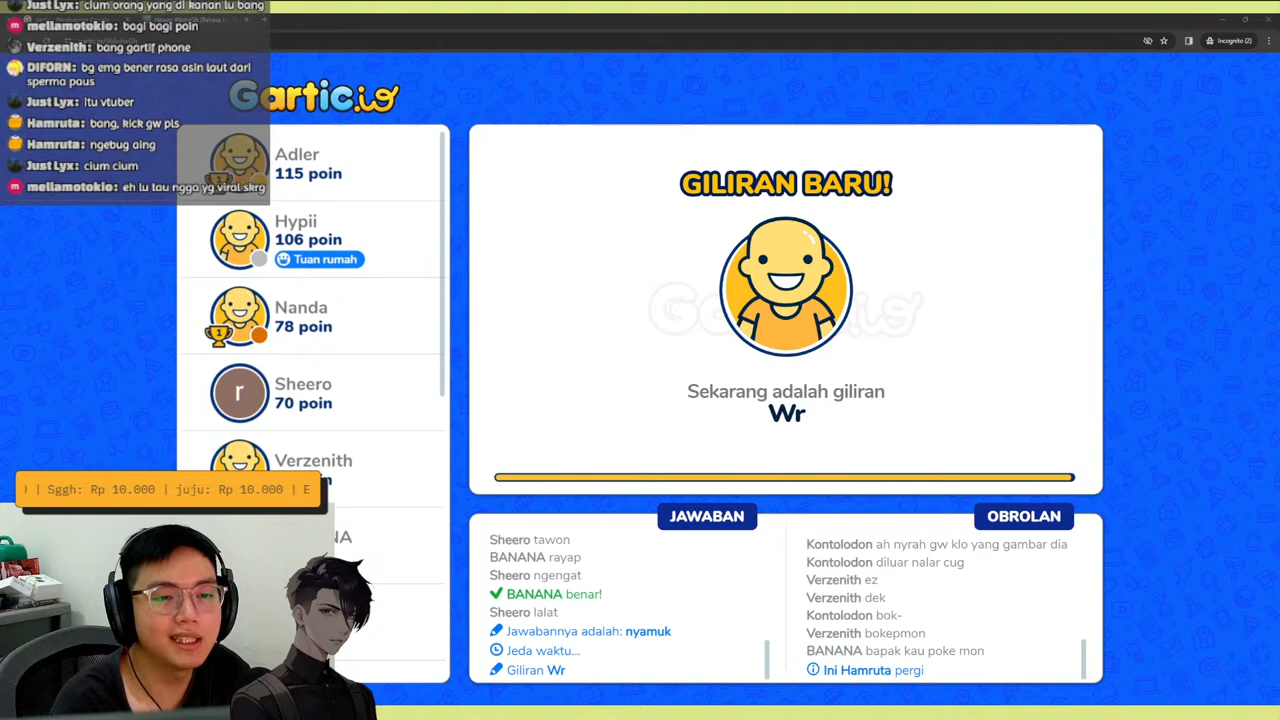 Just Lyx: cium orang yang di kanan lu bang
mellamotokio: bagi bagi poin
Verzenith: bang gartif phone
DIFORN: bg emg bener rasa asin laut dari
sperma paus
Just Lyx: Itu vtuber
Hamruta: bang, kick gw pls
Hamruta: ngebug aing
Just Lyx: cium cium
mellamotokio: eh lu tau ngga yg viral skrg
Incognito (2)
Gartic.io
Adler
115 poin
Hypii
106 poin
Tuan rumah
Nanda
78 poin
1
r
Sheero
70 poin
Verzenith
NA
| Sggh: Rp 10.000 | juju: Rp 10.000 | E
GILIRAN BARU!
Sekarang adalah giliran
Wr
JAWABAN
Sheero tawon
BANANA rayap
Sheero ngengat
BANANA benar!
Sheero lalat
Jawabannya adalah: nyamuk
Jeda waktu...
Giliran Wr
OBROLAN
Kontolodon ah nyrah gw klo yang gambar dia
Kontolodon diluar nalar cug
Verzenith ez
Verzenith dek
Kontolodon bok-
Verzenith bokepmon
BANANA bapak kau poke mon
Ini Hamruta pergi